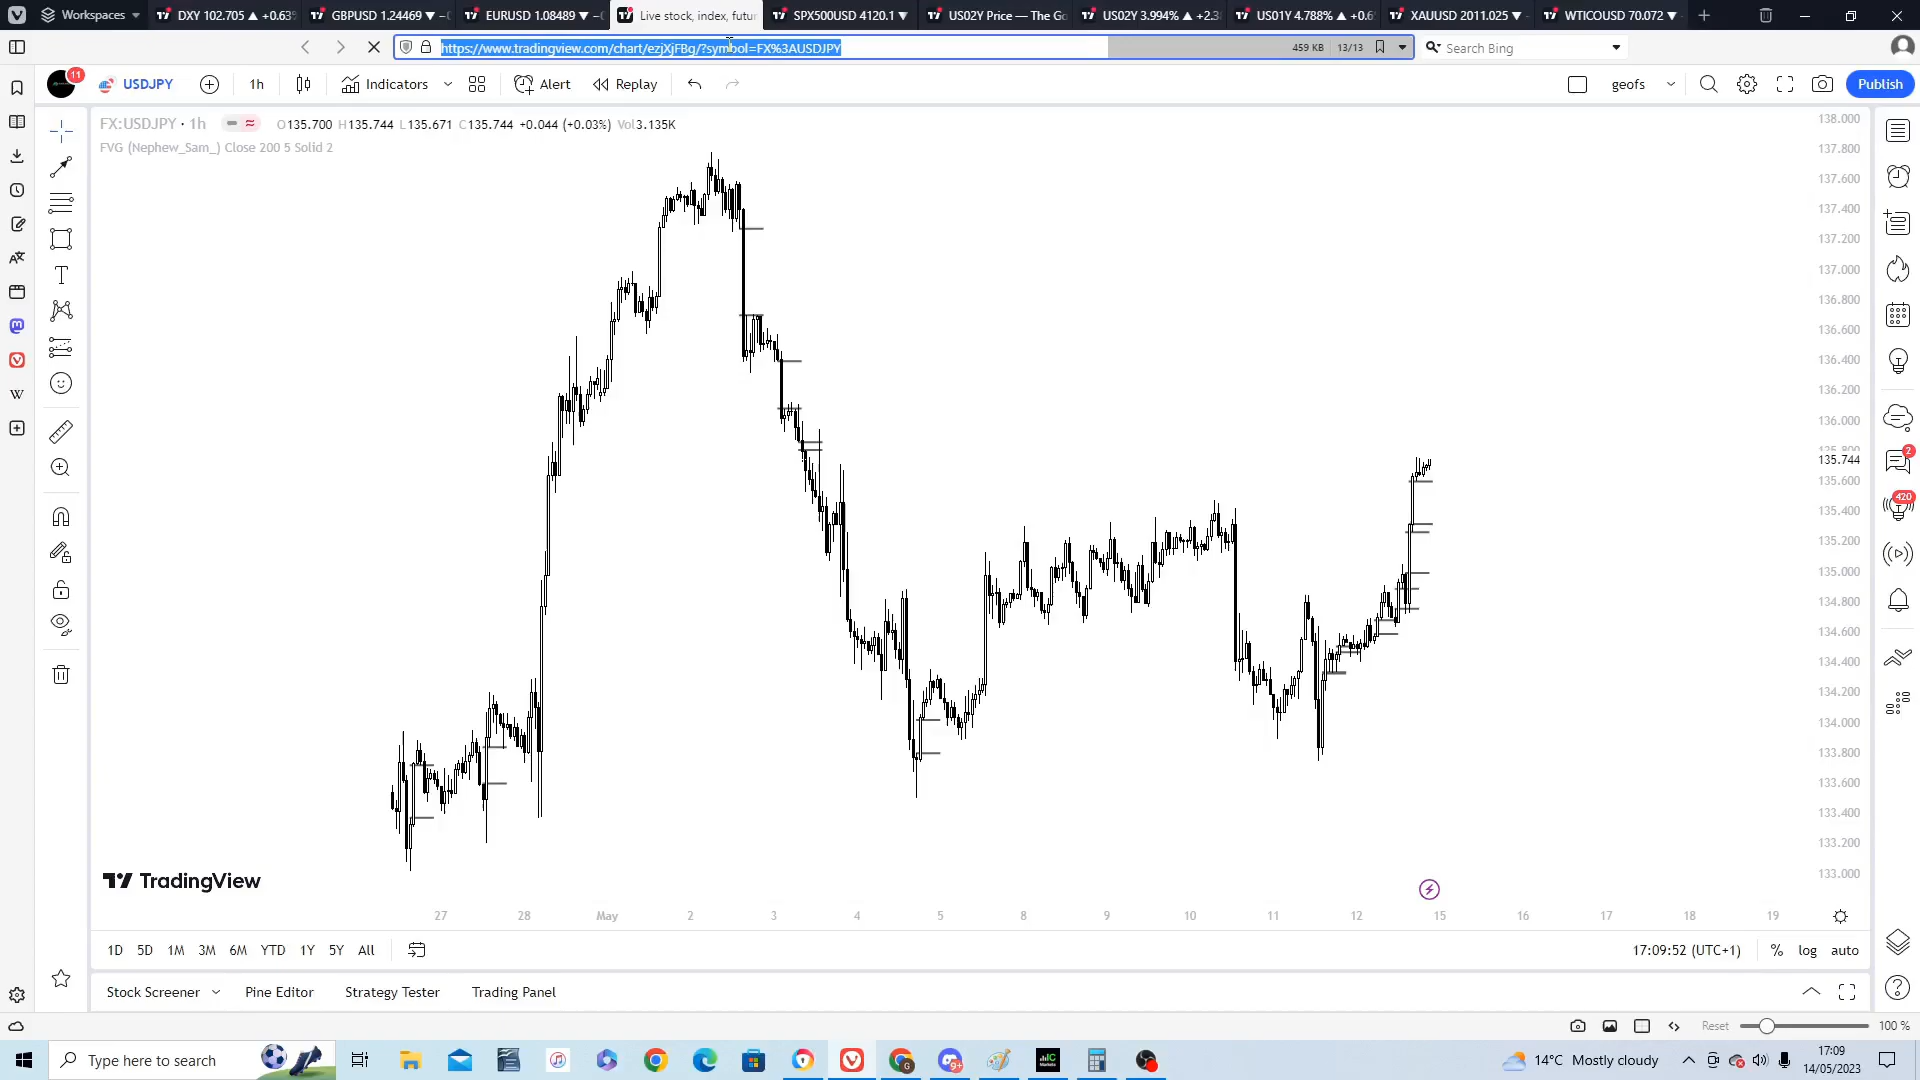 Workspaces
DXY 102.705 ▲ +0.63%
GBPUSD 1.24469 ▼ −0
EURUSD 1.08489 ▼ −
Live stock, index, futu
SPX500USD 4120.1 ▼
US02Y Price — The Go
US02Y 3.994% ▲ +2.3
US01Y 4.788% ▲ +0.6
XAUUSD 2011.025 ▼
WTICOUSD 70.072 ▼
https://www.tradingview.com/chart/ezjXjFBg/?symbol=FX%3AUSDJPY
459 KB
13/13
Search Bing
11
USDJPY
1h
Indicators
Alert
Replay
geofs
Publish
FX:USDJPY · 1h
O135.700 H135.744 L135.671 C135.744 +0.044 (+0.03%) Vol3.135K
FVG (Nephew_Sam_) Close 200 5 Solid 2
138.000
137.800
137.600
137.400
137.200
137.000
136.800
136.600
136.400
136.200
136.000
135.800
135.744
135.600
135.400
135.200
135.000
134.800
134.600
134.400
134.200
134.000
133.800
133.600
133.400
133.200
133.000
2
420
TradingView
27 28 May 2 3 4 5 8 9 10 11 12 15 16 17 18 19
1D 5D 1M 3M 6M YTD 1Y 5Y All
17:09:52 (UTC+1)
% log auto
Stock Screener
Pine Editor
Strategy Tester
Trading Panel
Reset
100 %
Type here to search
9+
14°C Mostly cloudy
17:09
14/05/2023